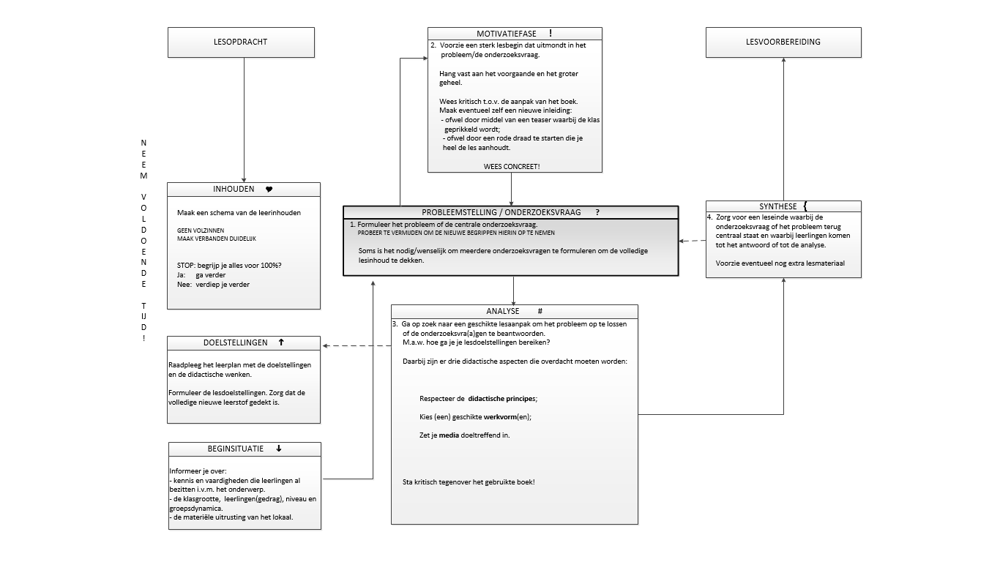 LESOPDRACHT
NEEM VOLDOENDE TIJD!
INHOUDEN ♥
Maak een schema van de leerinhouden
GEEN VOLZINNEN
MAAK VERBANDEN DUIDELIJK
STOP: begrijp je alles voor 100%?
Ja: ga verder
Nee: verdiep je verder
DOELSTELLINGEN ↑
Raadpleeg het leerplan met de doelstellingen
en de didactische wenken.
Formuleer de lesdoelstellingen. Zorg dat de
volledige nieuwe leerstof gedekt is.
BEGINSITUATIE ↓
Informeer je over:
- kennis en vaardigheden die leerlingen al
bezitten i.v.m. het onderwerp.
- de klasgrootte, leerlingen(gedrag), niveau en
groepsdynamica.
- de materiële uitrusting van het lokaal.
MOTIVATIEFASE !
2. Voorzie een sterk lesbegin dat uitmondt in het
probleem/de onderzoeksvraag.
Hang vast aan het voorgaande en het groter
geheel.
Wees kritisch t.o.v. de aanpak van het boek.
Maak eventueel zelf een nieuwe inleiding:
- ofwel door middel van een teaser waarbij de klas
geprikkeld wordt;
- ofwel door een rode draad te starten die je
heel de les aanhoudt.
WEES CONCREET!
PROBLEEMSTELLING / ONDERZOEKSVRAAG ?
1. Formuleer het probleem of de centrale onderzoeksvraag.
PROBEER TE VERMIJDEN OM DE NIEUWE BEGRIPPEN HIERIN OP TE NEMEN
Soms is het nodig/wenselijk om meerdere onderzoeksvragen te formuleren om de volledige
lesinhoud te dekken.
ANALYSE #
3. Ga op zoek naar een geschikte lesaanpak om het probleem op te lossen
of de onderzoeksvra(a)gen te beantwoorden.
M.a.w. hoe ga je je lesdoelstellingen bereiken?
Daarbij zijn er drie didactische aspecten die overdacht moeten worden:
Respecteer de didactische principes;
Kies (een) geschikte werkvorm(en);
Zet je media doeltreffend in.
Sta kritisch tegenover het gebruikte boek!
LESVOORBEREIDING
SYNTHESE {
4. Zorg voor een leseinde waarbij de
onderzoeksvraag of het probleem terug
centraal staat en waarbij leerlingen komen
tot het antwoord of tot de analyse.
Voorzie eventueel nog extra lesmateriaal